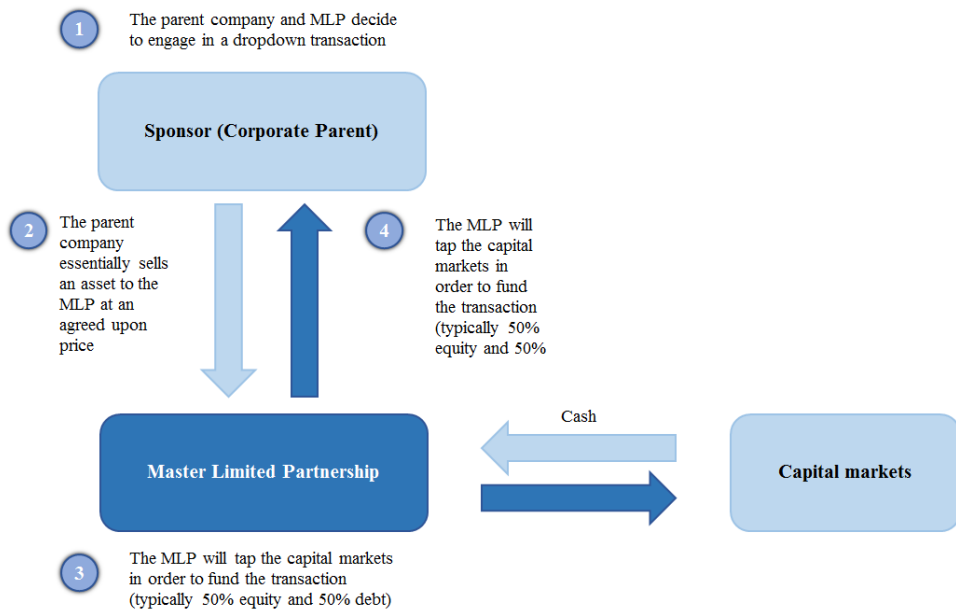 1
The parent company and MLP decide
to engage in a dropdown transaction
Sponsor (Corporate Parent)
2
The parent
company
essentially sells
an asset to the
MLP at an
agreed upon
price
4
The MLP will
tap the capital
markets in
order to fund
the transaction
(typically 50%
equity and 50%
Cash
Master Limited Partnership
Capital markets
3
The MLP will tap the capital markets
in order to fund the transaction
(typically 50% equity and 50% debt)